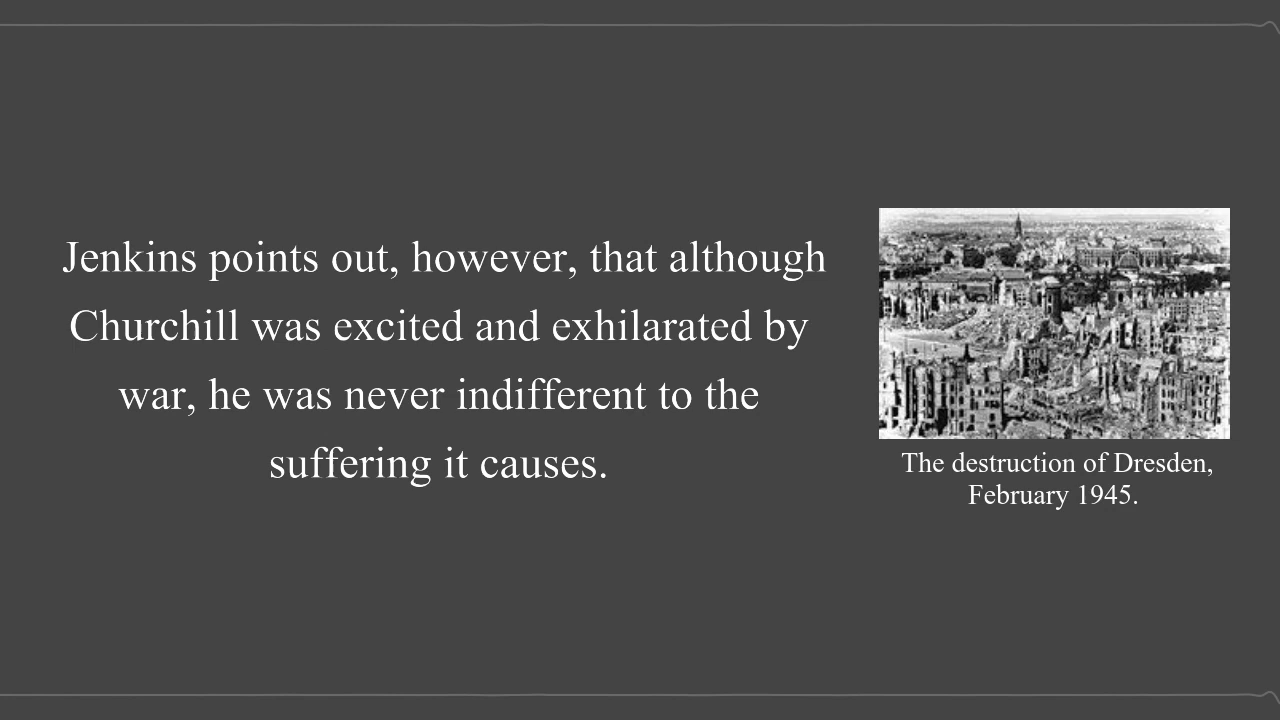 Jenkins points out, however, that although
Churchill was excited and exhilarated by
war, he was never indifferent to the
suffering it causes.
The destruction of Dresden,
February 1945.